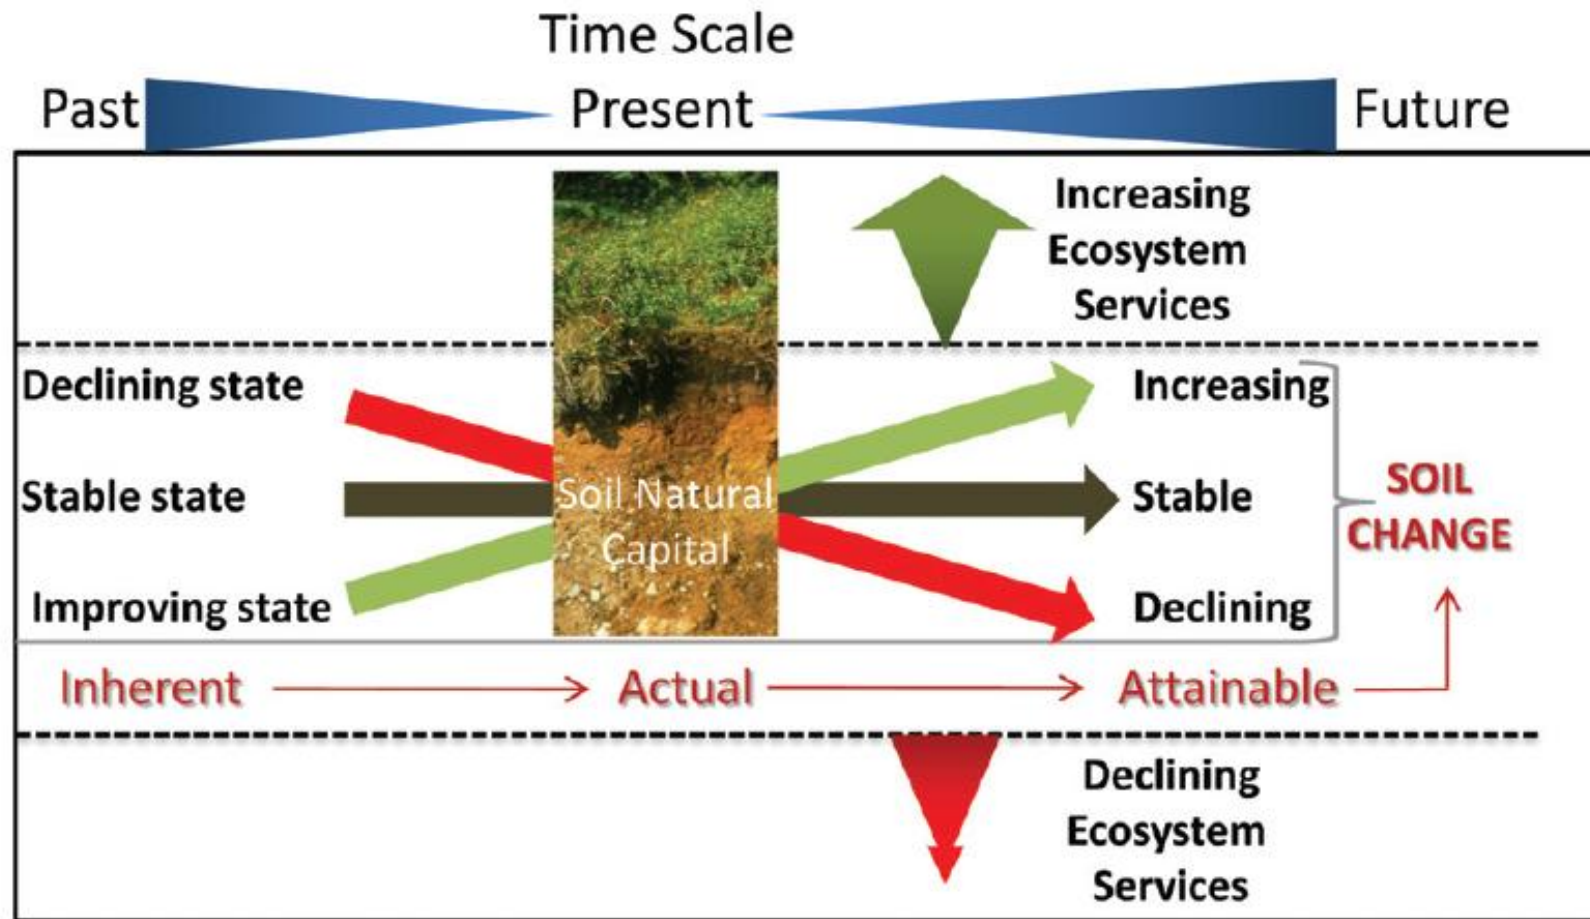 Time Scale
Past Present Future
Increasing
Ecosystem
Services
Declining state
Increasing
Stable state
Soil Natural
Capital
Stable
SOIL
CHANGE
Improving state
Declining
Inherent Actual Attainable
Declining
Ecosystem
Services